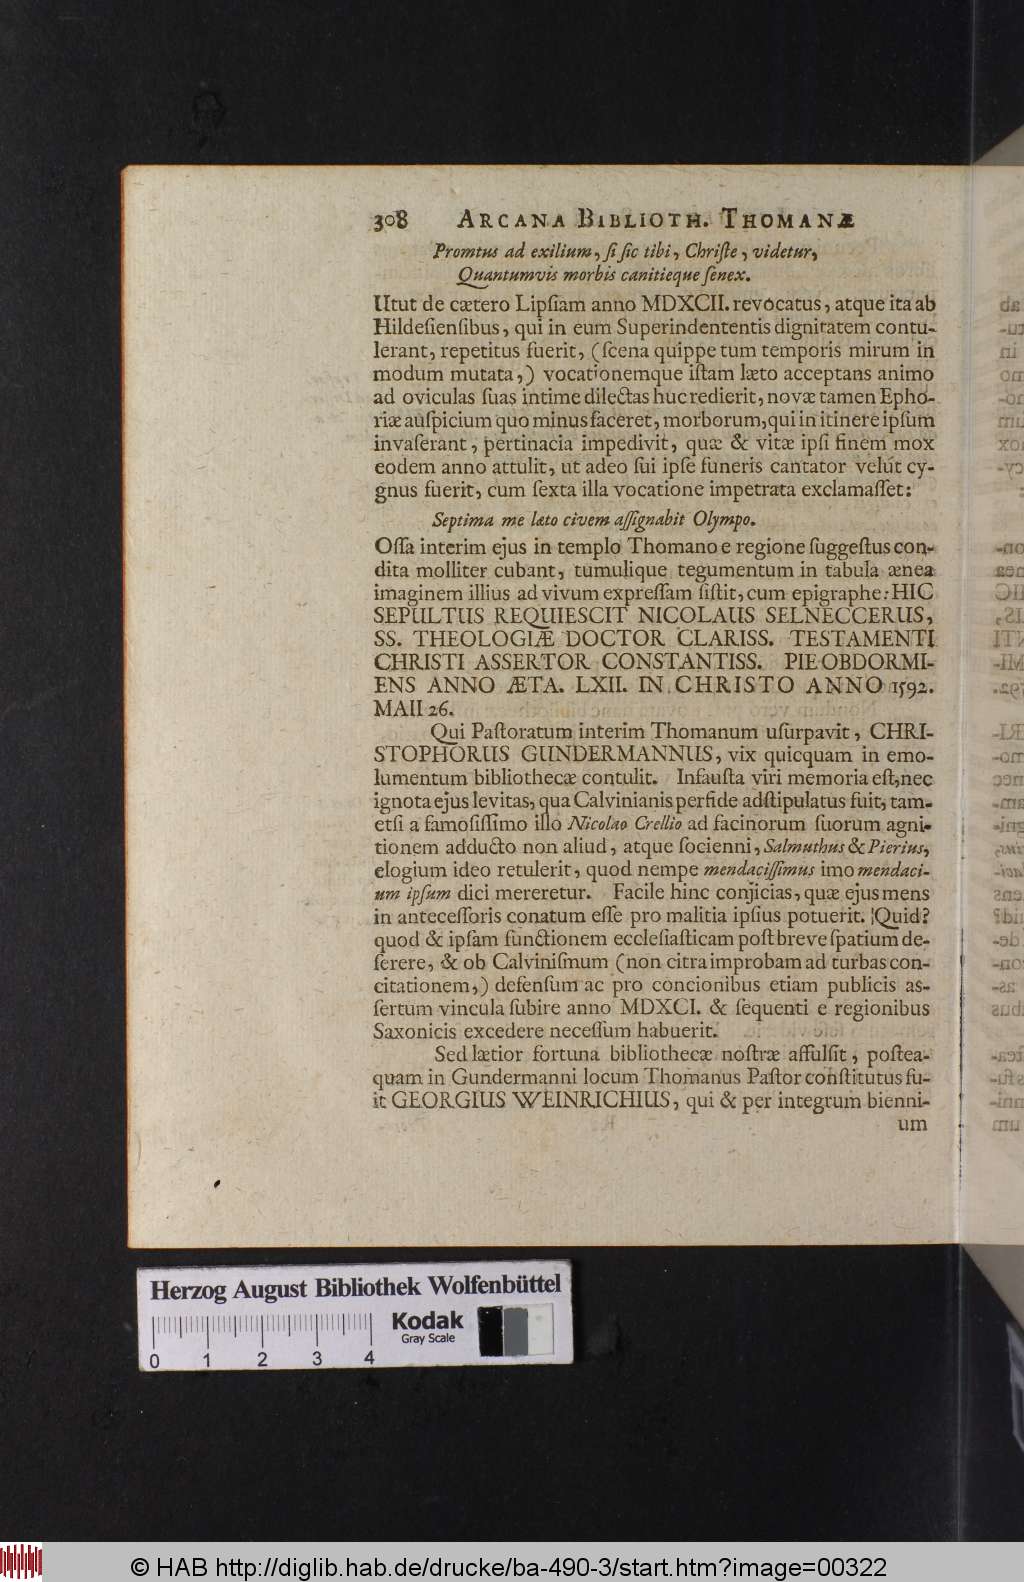 308 ARCANA BIBLIOTH. THOMANÆ
Promtus ad exilium, ſi ſic tibi, Chriſte, videtur,
Quantumvis morbis canitieque ſenex.
Utut de cætero Lipſiam anno MDXCII. revocatus, atque ita ab
Hildeſienſibus, qui in eum Superindententis dignitatem contu-
lerant, repetitus fuerit, (ſcena quippe tum temporis mirum in
modum mutata,) vocationemque iſtam læto acceptans animo
ad oviculas ſuas intime dilectas huc redierit, novæ tamen Epho-
riæ auſpicium quo minus faceret, morborum, qui in itinere ipſum
invaſerant, pertinacia impedivit, quæ & vitæ ipſi finem mox
eodem anno attulit, ut adeo ſui ipſe funeris cantator velut cy-
gnus fuerit, cum ſexta illa vocatione impetrata exclamaſſet:
Septima me læto civem aſſignabit Olympo.
Oſſa interim ejus in templo Thomano e regione ſuggeſtus con-
dita molliter cubant, tumulique tegumentum in tabula ænea
imaginem illius ad vivum expreſſam ſiſtit, cum epigraphe: HIC
SEPULTUS REQUIESCIT NICOLAUS SELNECCERUS,
SS. THEOLOGIÆ DOCTOR CLARISS. TESTAMENTI
CHRISTI ASSERTOR CONSTANTISS. PIE OBDORMI-
ENS ANNO ÆTA. LXII. IN CHRISTO ANNO 1592.
MAII 26.
Qui Paſtoratum interim Thomanum uſurpavit, CHRI-
STOPHORUS GUNDERMANNUS, vix quicquam in emo-
lumentum bibliothecæ contulit. Infauſta viri memoria eſt, nec
ignota ejus levitas, qua Calvinianis perfide adſtipulatus fuit, tam-
etſi a famoſiſſimo illo Nicolao Crellio ad facinorum ſuorum agni-
tionem adducto non aliud, atque ſocienni, Salmuthus & Pierius,
elogium ideo retulerit, quod nempe mendaciſſimus imo mendaci-
um ipſum dici mereretur. Facile hinc conjicias, quæ ejus mens
in anteceſſoris conatum eſſe pro malitia ipſius potuerit. Quid?
quod & ipſam functionem eccleſiaſticam poſt breve ſpatium de-
ſerere, & ob Calviniſmum (non citra improbam ad turbas con-
citationem,) defenſum ac pro concionibus etiam publicis as-
ſertum vincula ſubire anno MDXCI. & ſequenti e regionibus
Saxonicis excedere neceſſum habuerit.
Sed lætior fortuna bibliothecæ noſtræ affulſit, poſtea-
quam in Gundermanni locum Thomanus Paſtor conſtitutus fu-
it GEORGIUS WEINRICHIUS, qui & per integrum bienni-
um
Herzog August Bibliothek Wolfenbüttel
Kodak
Gray Scale
0 1 2 3 4
© HAB http://diglib.hab.de/drucke/ba-490-3/start.htm?image=00322